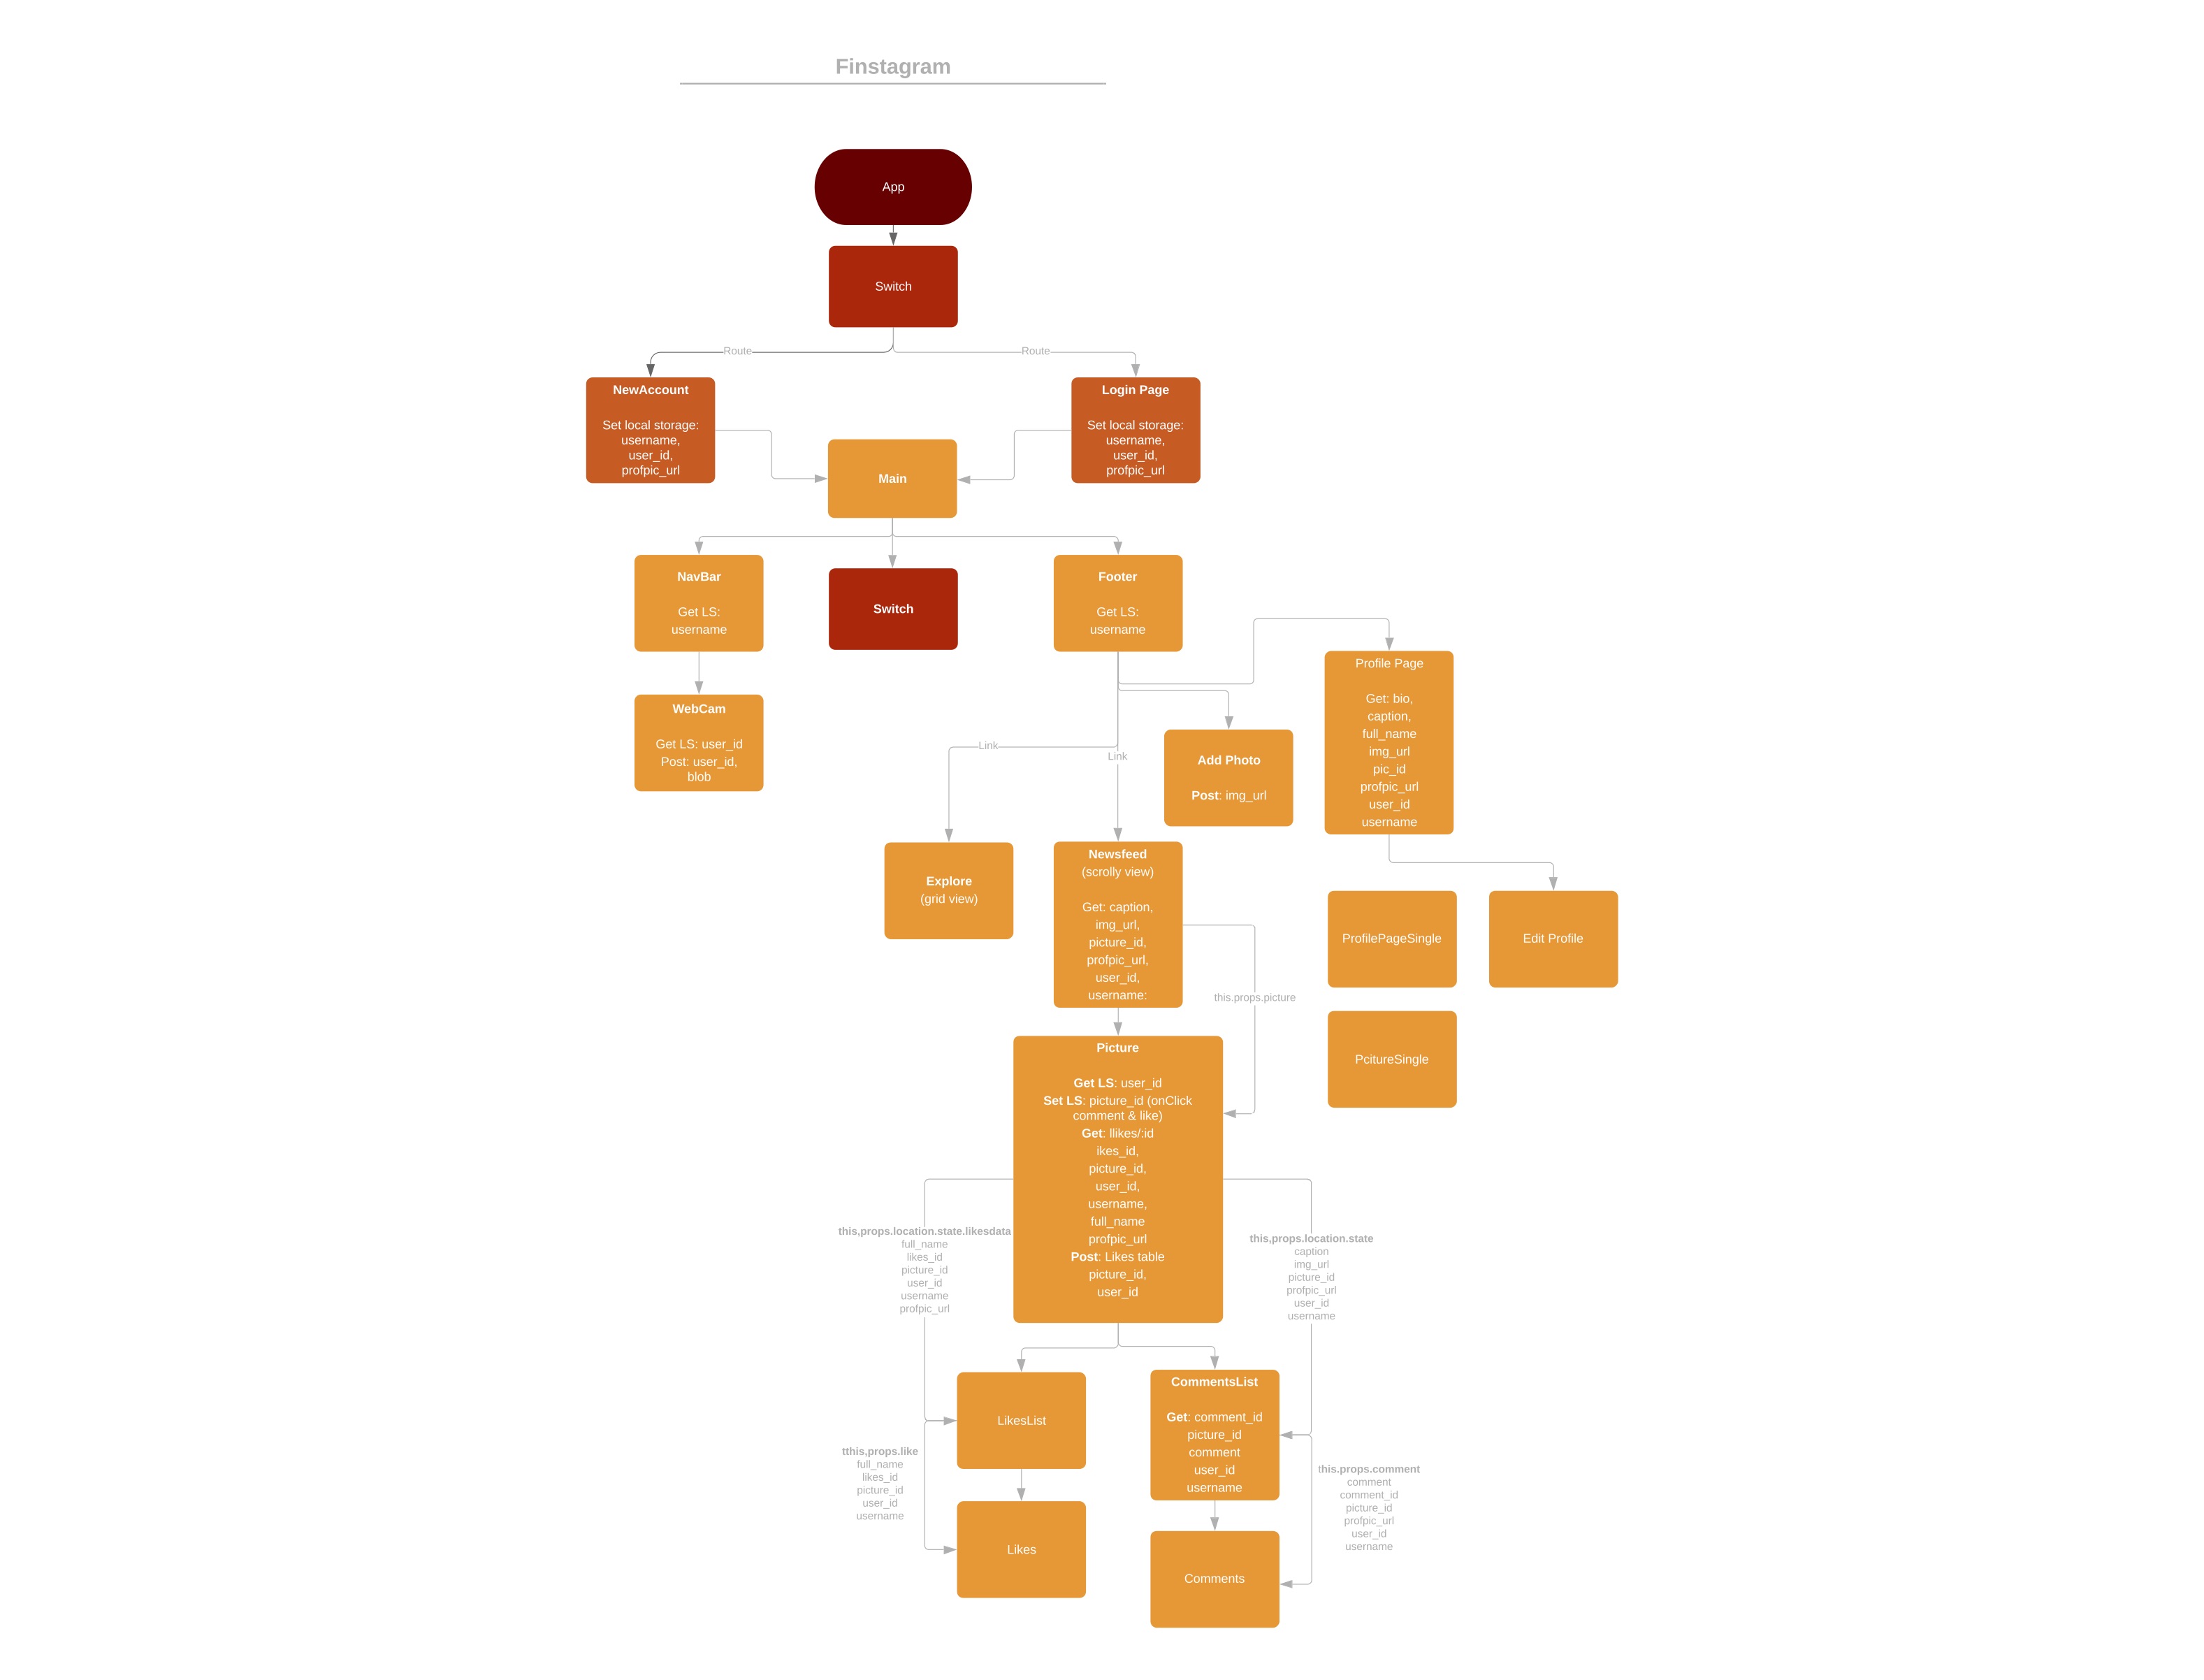 Finstagram
App
Switch
Route
Route
NewAccount
Set local storage:
username,
user_id,
profpic_url
Login Page
Set local storage:
username,
user_id,
profpic_url
Main
NavBar
Get LS:
username
Switch
Footer
Get LS:
username
Profile Page
Get: bio,
caption,
full_name
img_url
pic_id
profpic_url
user_id
username
WebCam
Get LS: user_id
Post: user_id,
blob
Link
Link
Add Photo
Post: img_url
Explore
(grid view)
Newsfeed
(scrolly view)
Get: caption,
img_url,
picture_id,
profpic_url,
user_id,
username:
ProfilePageSingle
Edit Profile
this.props.picture
PcitureSingle
Picture
Get LS: user_id
Set LS: picture_id (onClick
comment & like)
Get: llikes/:id
ikes_id,
picture_id,
user_id,
username,
full_name
profpic_url
Post: Likes table
picture_id,
user_id
this,props.location.state.likesdata
full_name
likes_id
picture_id
user_id
username
profpic_url
this,props.location.state
caption
img_url
picture_id
profpic_url
user_id
username
LikesList
CommentsList
Get: comment_id
picture_id
comment
user_id
username
tthis,props.like
full_name
likes_id
picture_id
user_id
username
this.props.comment
comment
comment_id
picture_id
profpic_url
user_id
username
Likes
Comments